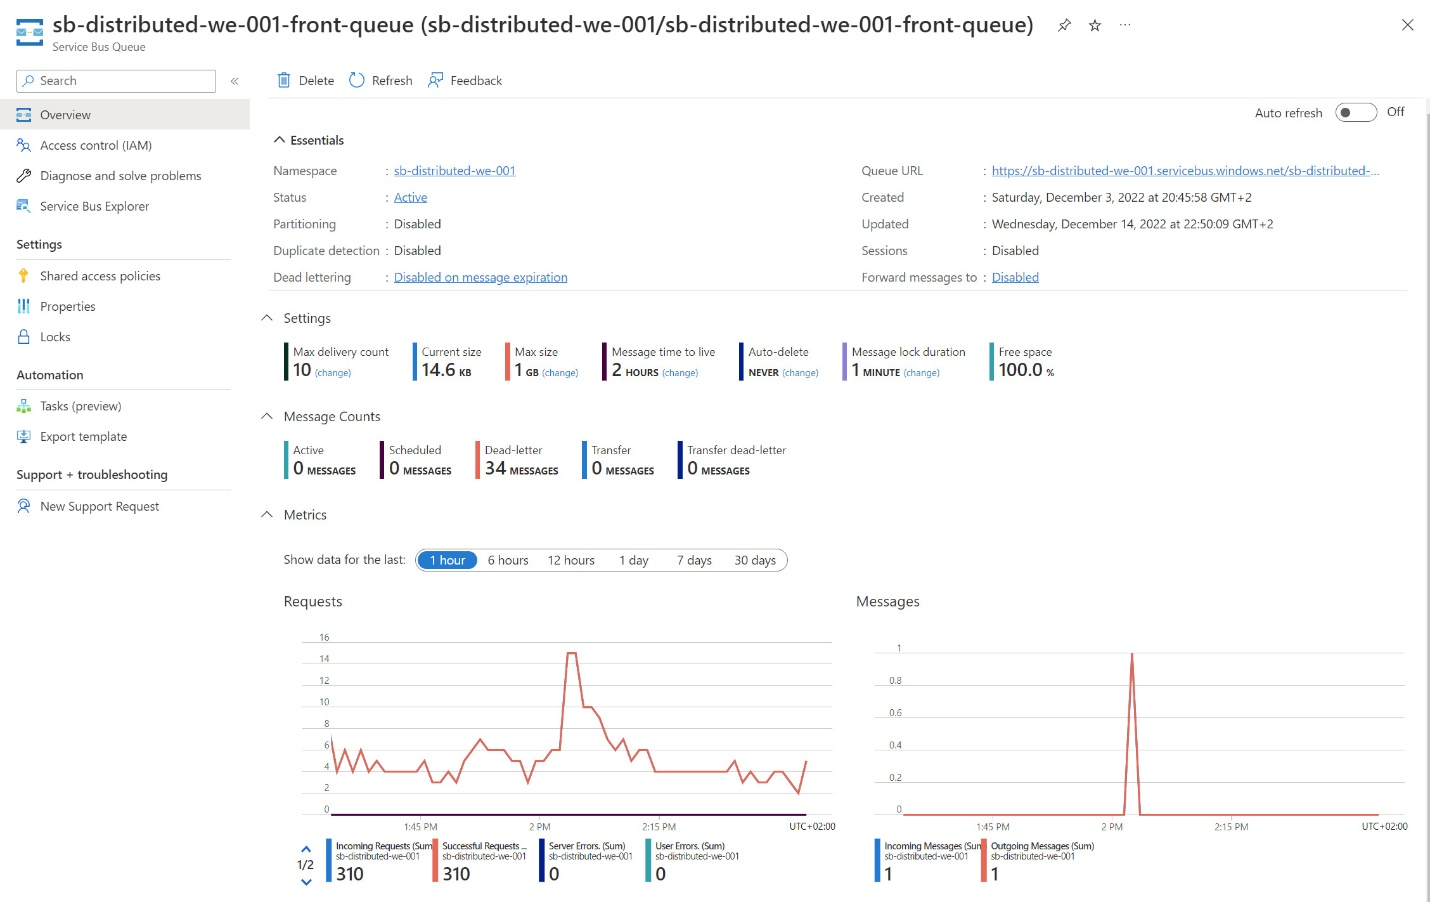 sb-distributed-we-001-front-queue (sb-distributed-we-001/sb-distributed-we-001-front-queue)
Service Bus Queue
Search
Delete Refresh Feedback
Overview
Access control (IAM)
Diagnose and solve problems
Service Bus Explorer
Settings
Shared access policies
Properties
Locks
Automation
Tasks (preview)
Export template
Support + troubleshooting
New Support Request
Auto refresh Off
Essentials
Namespace : sb-distributed-we-001
Status : Active
Partitioning : Disabled
Duplicate detection : Disabled
Dead lettering : Disabled on message expiration
Queue URL : https://sb-distributed-we-001.servicebus.windows.net/sb-distributed-...
Created : Saturday, December 3, 2022 at 20:45:58 GMT+2
Updated : Wednesday, December 14, 2022 at 22:50:09 GMT+2
Sessions : Disabled
Forward messages to : Disabled
Settings
Max delivery count
10 (change)
Current size
14.6 KB
Max size
1 GB (change)
Message time to live
2 HOURS (change)
Auto-delete
NEVER (change)
Message lock duration
1 MINUTE (change)
Free space
100.0 %
Message Counts
Active
0 MESSAGES
Scheduled
0 MESSAGES
Dead-letter
34 MESSAGES
Transfer
0 MESSAGES
Transfer dead-letter
0 MESSAGES
Metrics
Show data for the last: 1 hour 6 hours 12 hours 1 day 7 days 30 days
Requests
16
14
12
10
8
6
4
2
0
1:45 PM 2 PM 2:15 PM UTC+02:00
1/2
Incoming Requests (Sum)
sb-distributed-we-001
310
Successful Requests ...
sb-distributed-we-001
310
Server Errors. (Sum)
sb-distributed-we-001
0
User Errors. (Sum)
sb-distributed-we-001
0
Messages
1
0.8
0.6
0.4
0.2
0
1:45 PM 2 PM 2:15 PM UTC+02:00
Incoming Messages (Sum
sb-distributed-we-001
1
Outgoing Messages (Sum)
sb-distributed-we-001
1